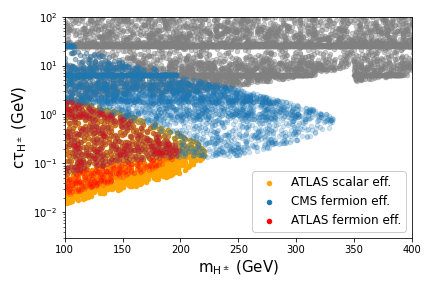 10²
10¹
10⁰
10⁻¹
10⁻²
cτ_H± (GeV)
ATLAS scalar eff.
CMS fermion eff.
ATLAS fermion eff.
100 150 200 250 300 350 400
m_H± (GeV)